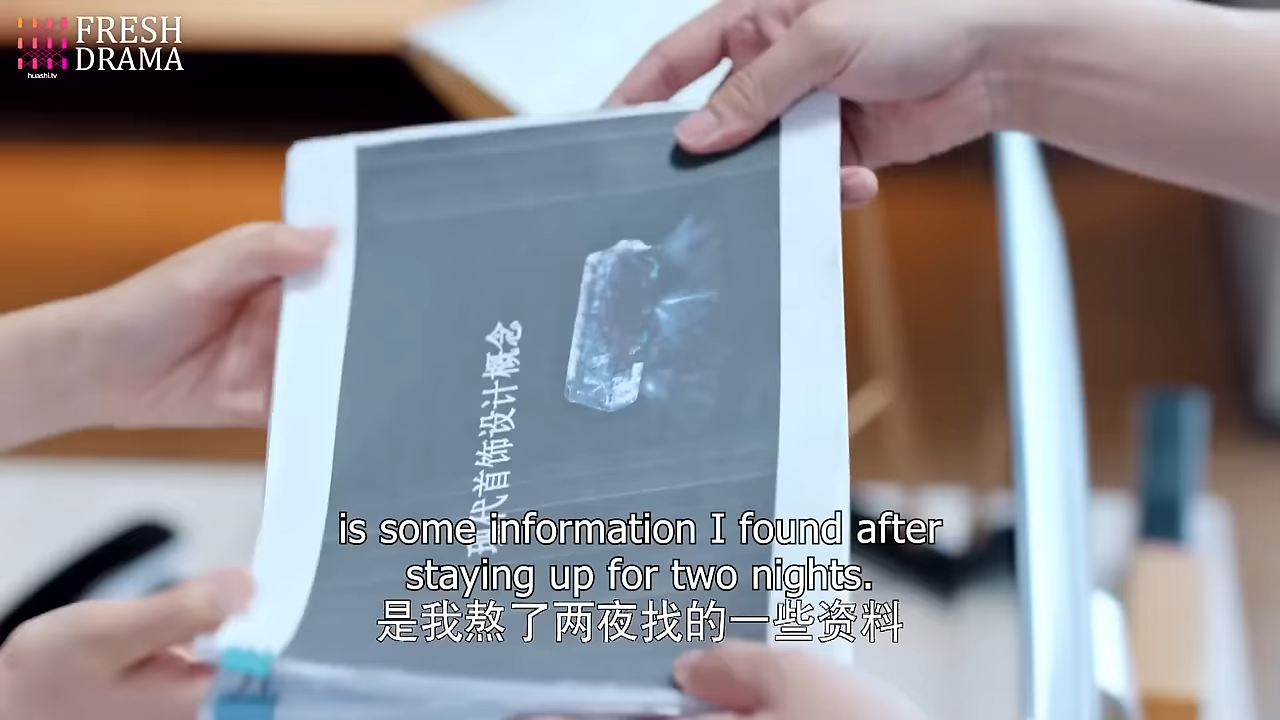 FRESH
DRAMA
huashi.tv
现代首饰设计概念
is some information I found after
staying up for two nights.
是我熬了两夜找的一些资料